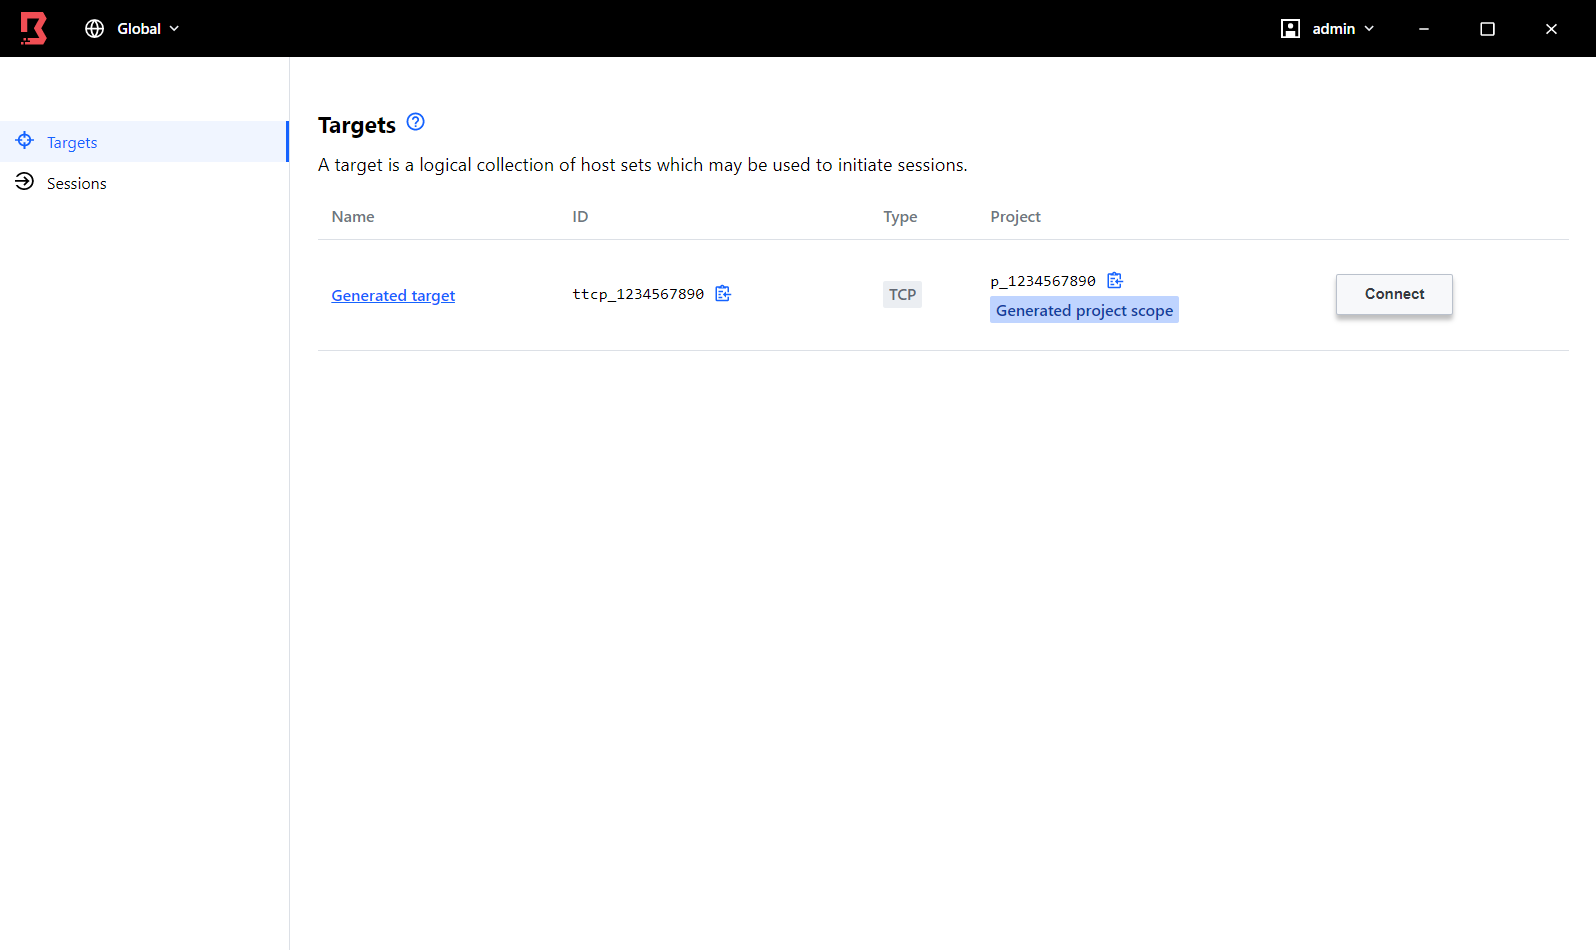 Global
admin
Targets
Sessions
Targets
A target is a logical collection of host sets which may be used to initiate sessions.
Name ID Type Project
Generated target ttcp_1234567890 TCP p_1234567890 Connect
Generated project scope